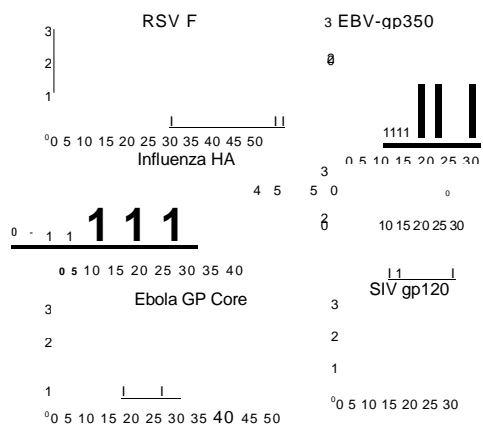 RSV F
3 EBV-gp350
3
2
0
2
1
I I I
1111
0 0 5 10 15 20 25 30 35 40 45 50
0 5 10 15 20 25 30
Influenza HA
3
4 5 5 0
0
0 - 1 1 1 1 1
2
0
10 15 20 25 30
0 5 10 15 20 25 30 35 40
I 1 I
Ebola GP Core
SIV gp120
3
3
2
2
1
1 I I
0 0 5 10 15 20 25 30 35 40 45 50
0 0 5 10 15 20 25 30